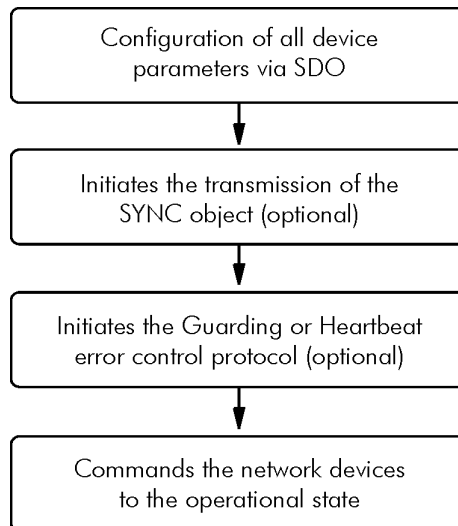 Configuration of all device
parameters via SDO
Initiates the transmission of the
SYNC object (optional)
Initiates the Guarding or Heartbeat
error control protocol (optional)
Commands the network devices
to the operational state